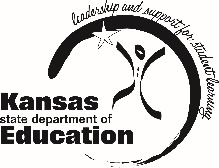 leadership and support for student learning
Kansas
state department of
Education